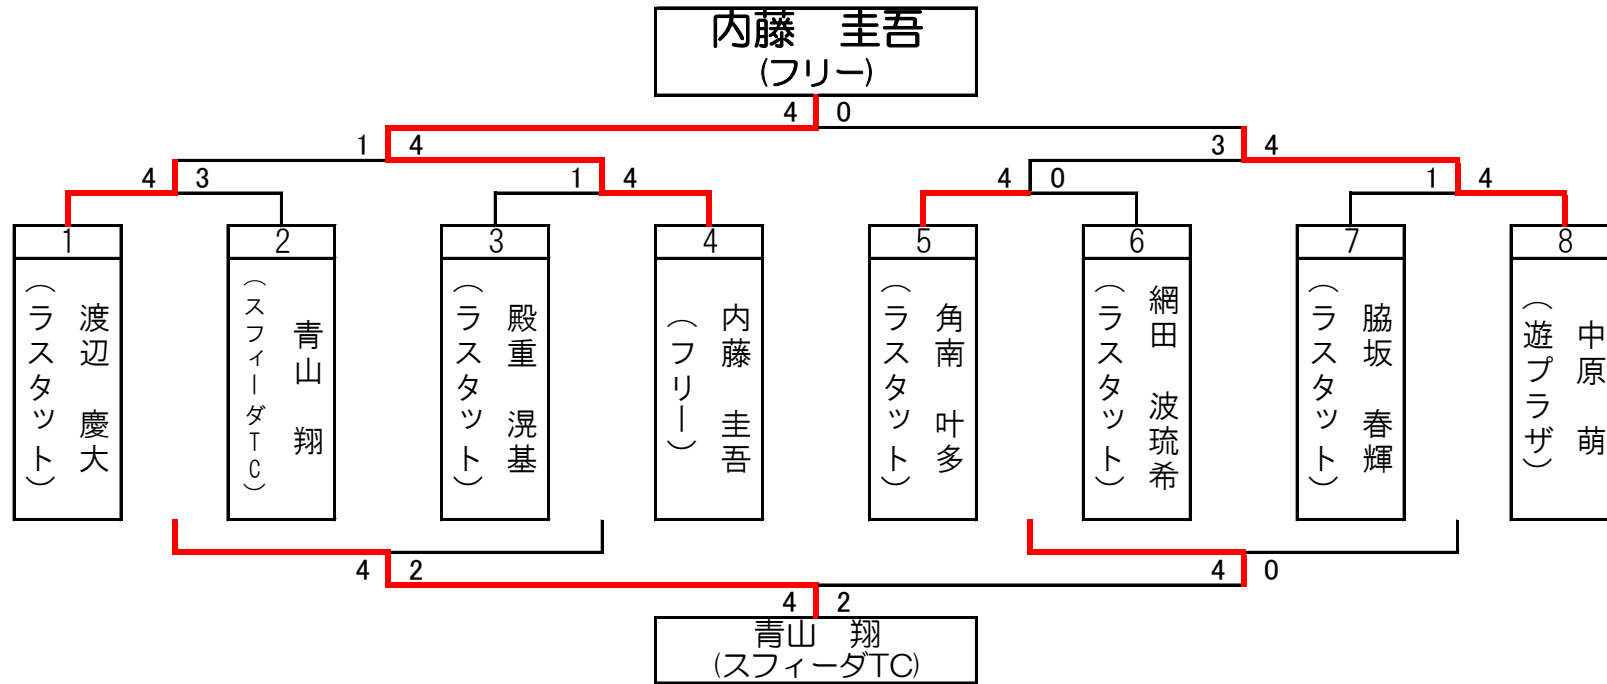 内藤　圭吾
(フリー)
4 0
1 4
3 4
4 3
1 4
4 0
1 4
1
2
3
4
5
6
7
8
渡辺　慶大
(ラスタット)
青山　翔
(スフィーダTC)
殿重　滉基
(ラスタット)
内藤　圭吾
(フリー)
角南　叶多
(ラスタット)
網田　波琉希
(ラスタット)
脇坂　春輝
(ラスタット)
中原　萌
(遊プラザ)
4 2
4 0
4 2
青山　翔
(スフィーダTC)